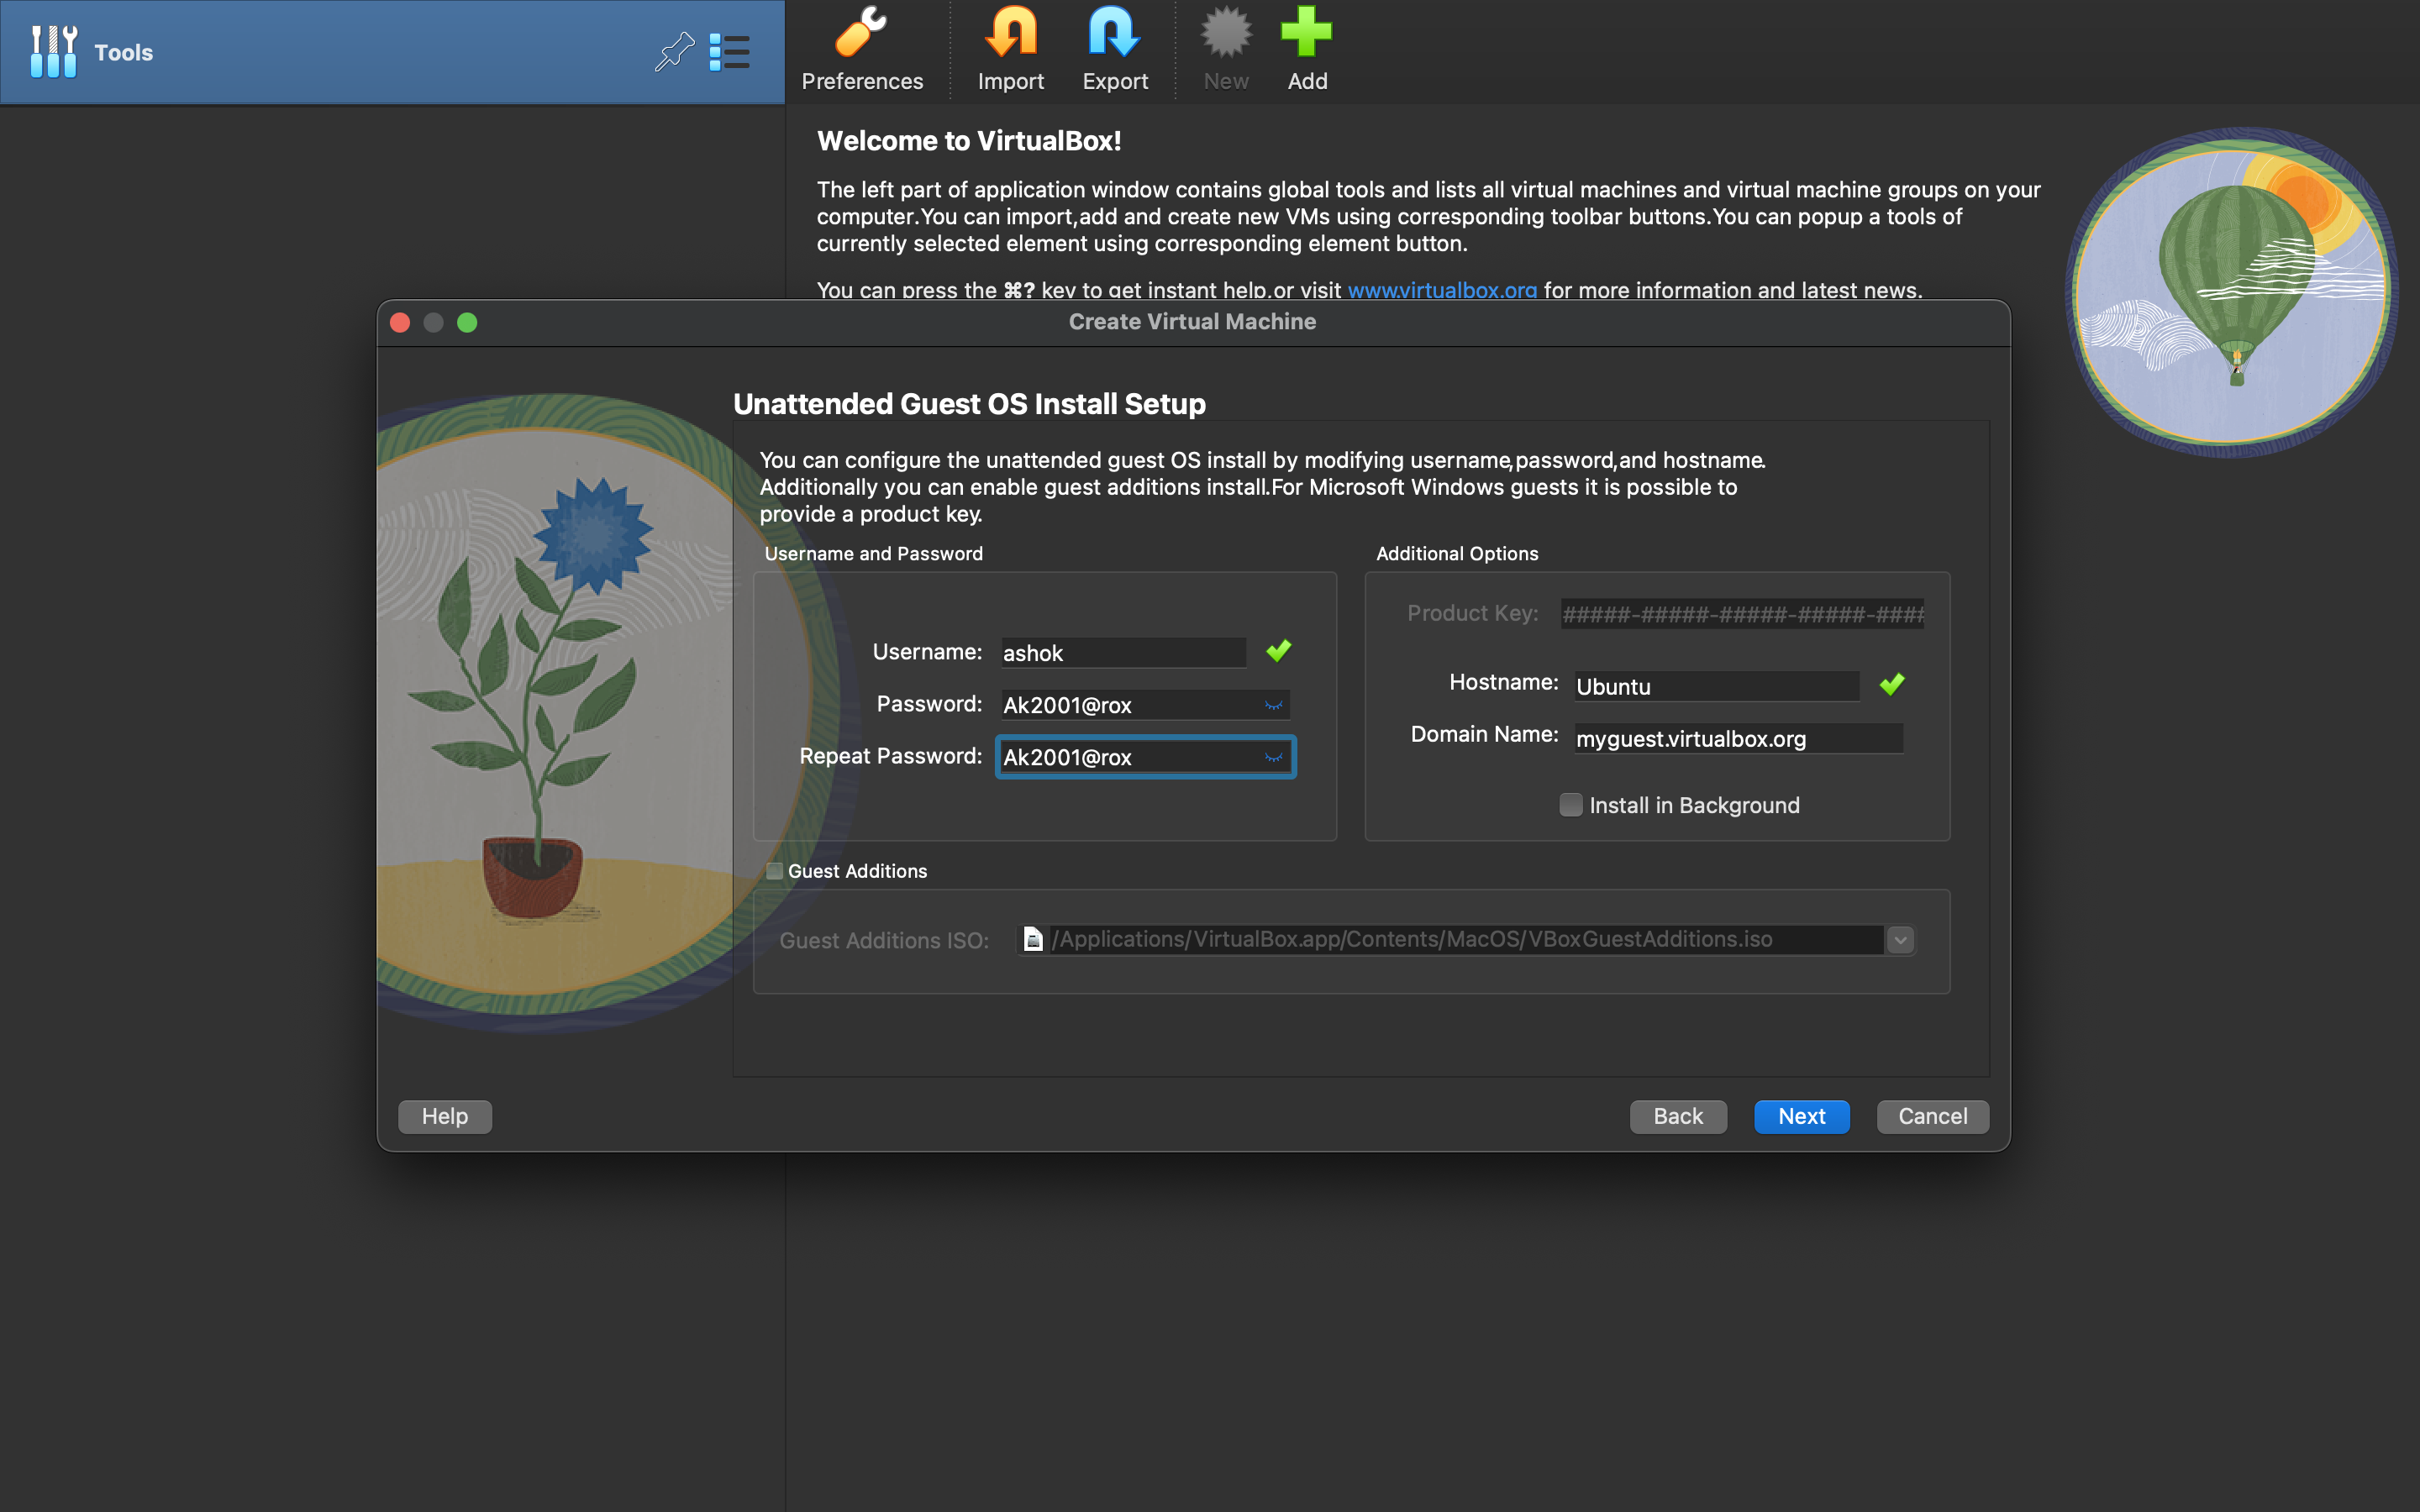 Tools
Preferences
Import
Export
New
Add
Welcome to VirtualBox!
The left part of application window contains global tools and lists all virtual machines and virtual machine groups on your
computer.You can import,add and create new VMs using corresponding toolbar buttons.You can popup a tools of
currently selected element using corresponding element button.
You can press the ⌘? key to get instant help,or visit www.virtualbox.org for more information and latest news.
Create Virtual Machine
Unattended Guest OS Install Setup
You can configure the unattended guest OS install by modifying username,password,and hostname.
Additionally you can enable guest additions install.For Microsoft Windows guests it is possible to
provide a product key.
Username and Password
Username: ashok
Password: Ak2001@rox
Repeat Password: Ak2001@rox
Additional Options
Product Key: #####-#####-#####-#####-####
Hostname: Ubuntu
Domain Name: myguest.virtualbox.org
Install in Background
Guest Additions
Guest Additions ISO: /Applications/VirtualBox.app/Contents/MacOS/VBoxGuestAdditions.iso
Help
Back
Next
Cancel